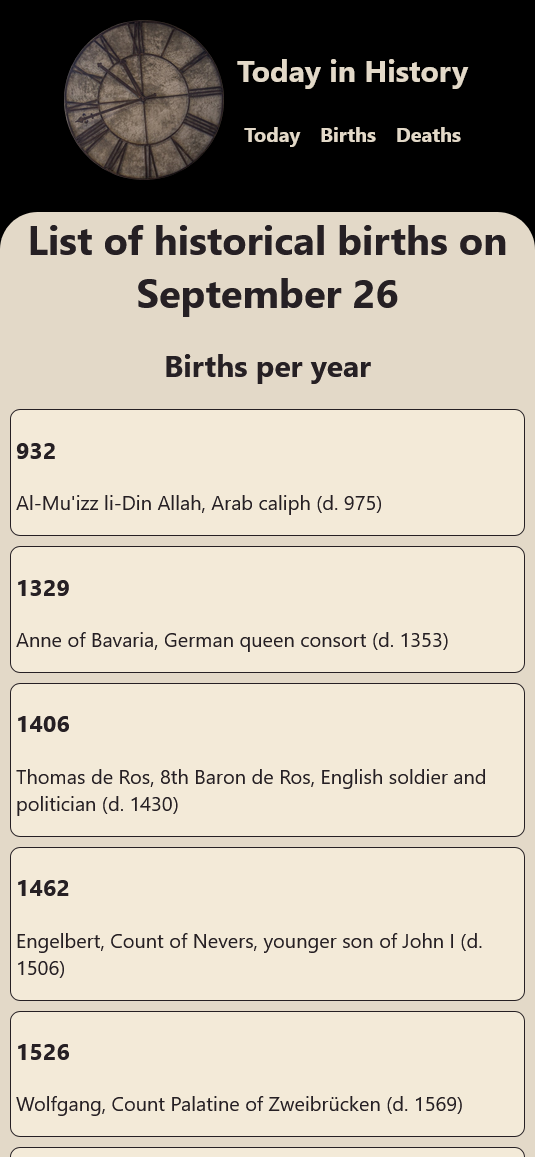 Today in History
Today Births Deaths
List of historical births on
September 26
Births per year
932
Al-Mu'izz li-Din Allah, Arab caliph (d. 975)
1329
Anne of Bavaria, German queen consort (d. 1353)
1406
Thomas de Ros, 8th Baron de Ros, English soldier and
politician (d. 1430)
1462
Engelbert, Count of Nevers, younger son of John I (d.
1506)
1526
Wolfgang, Count Palatine of Zweibrücken (d. 1569)